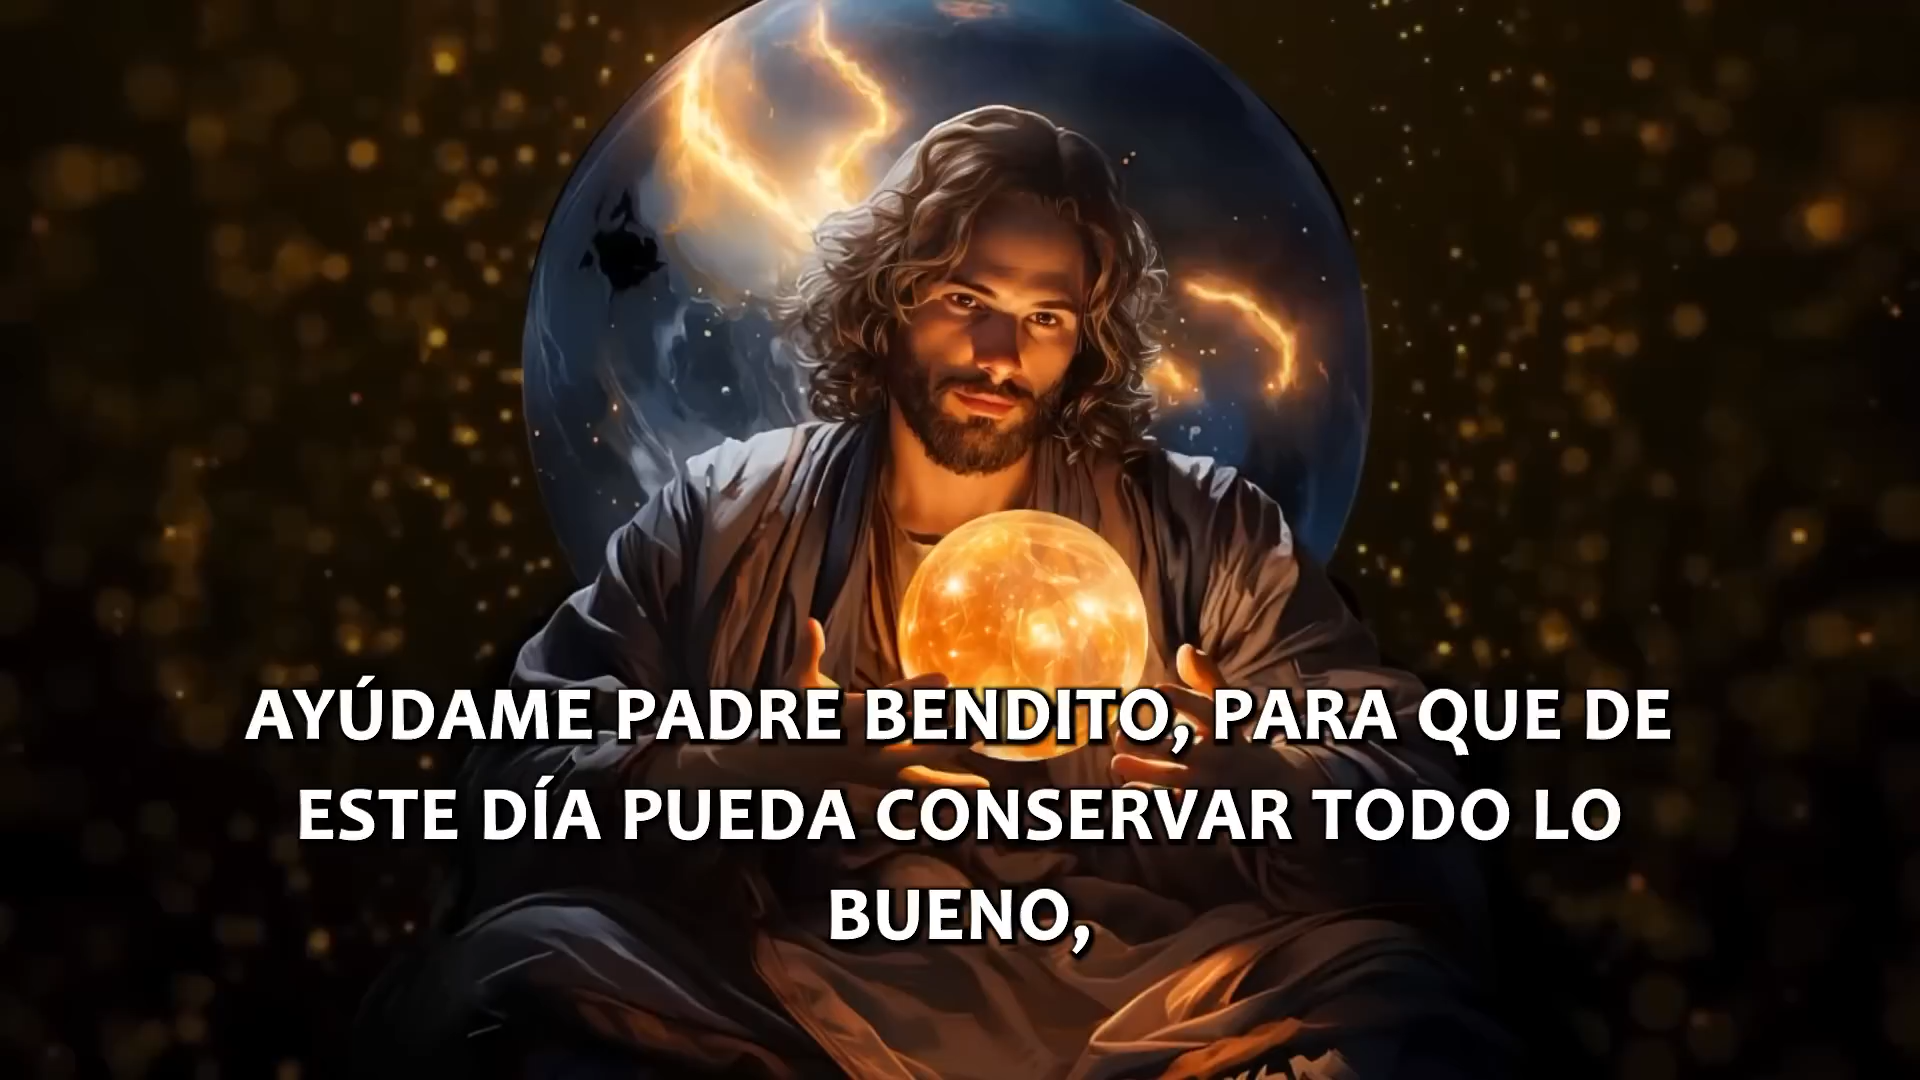 AYÚDAME PADRE BENDITO, PARA QUE DE
ESTE DÍA PUEDA CONSERVAR TODO LO
BUENO,